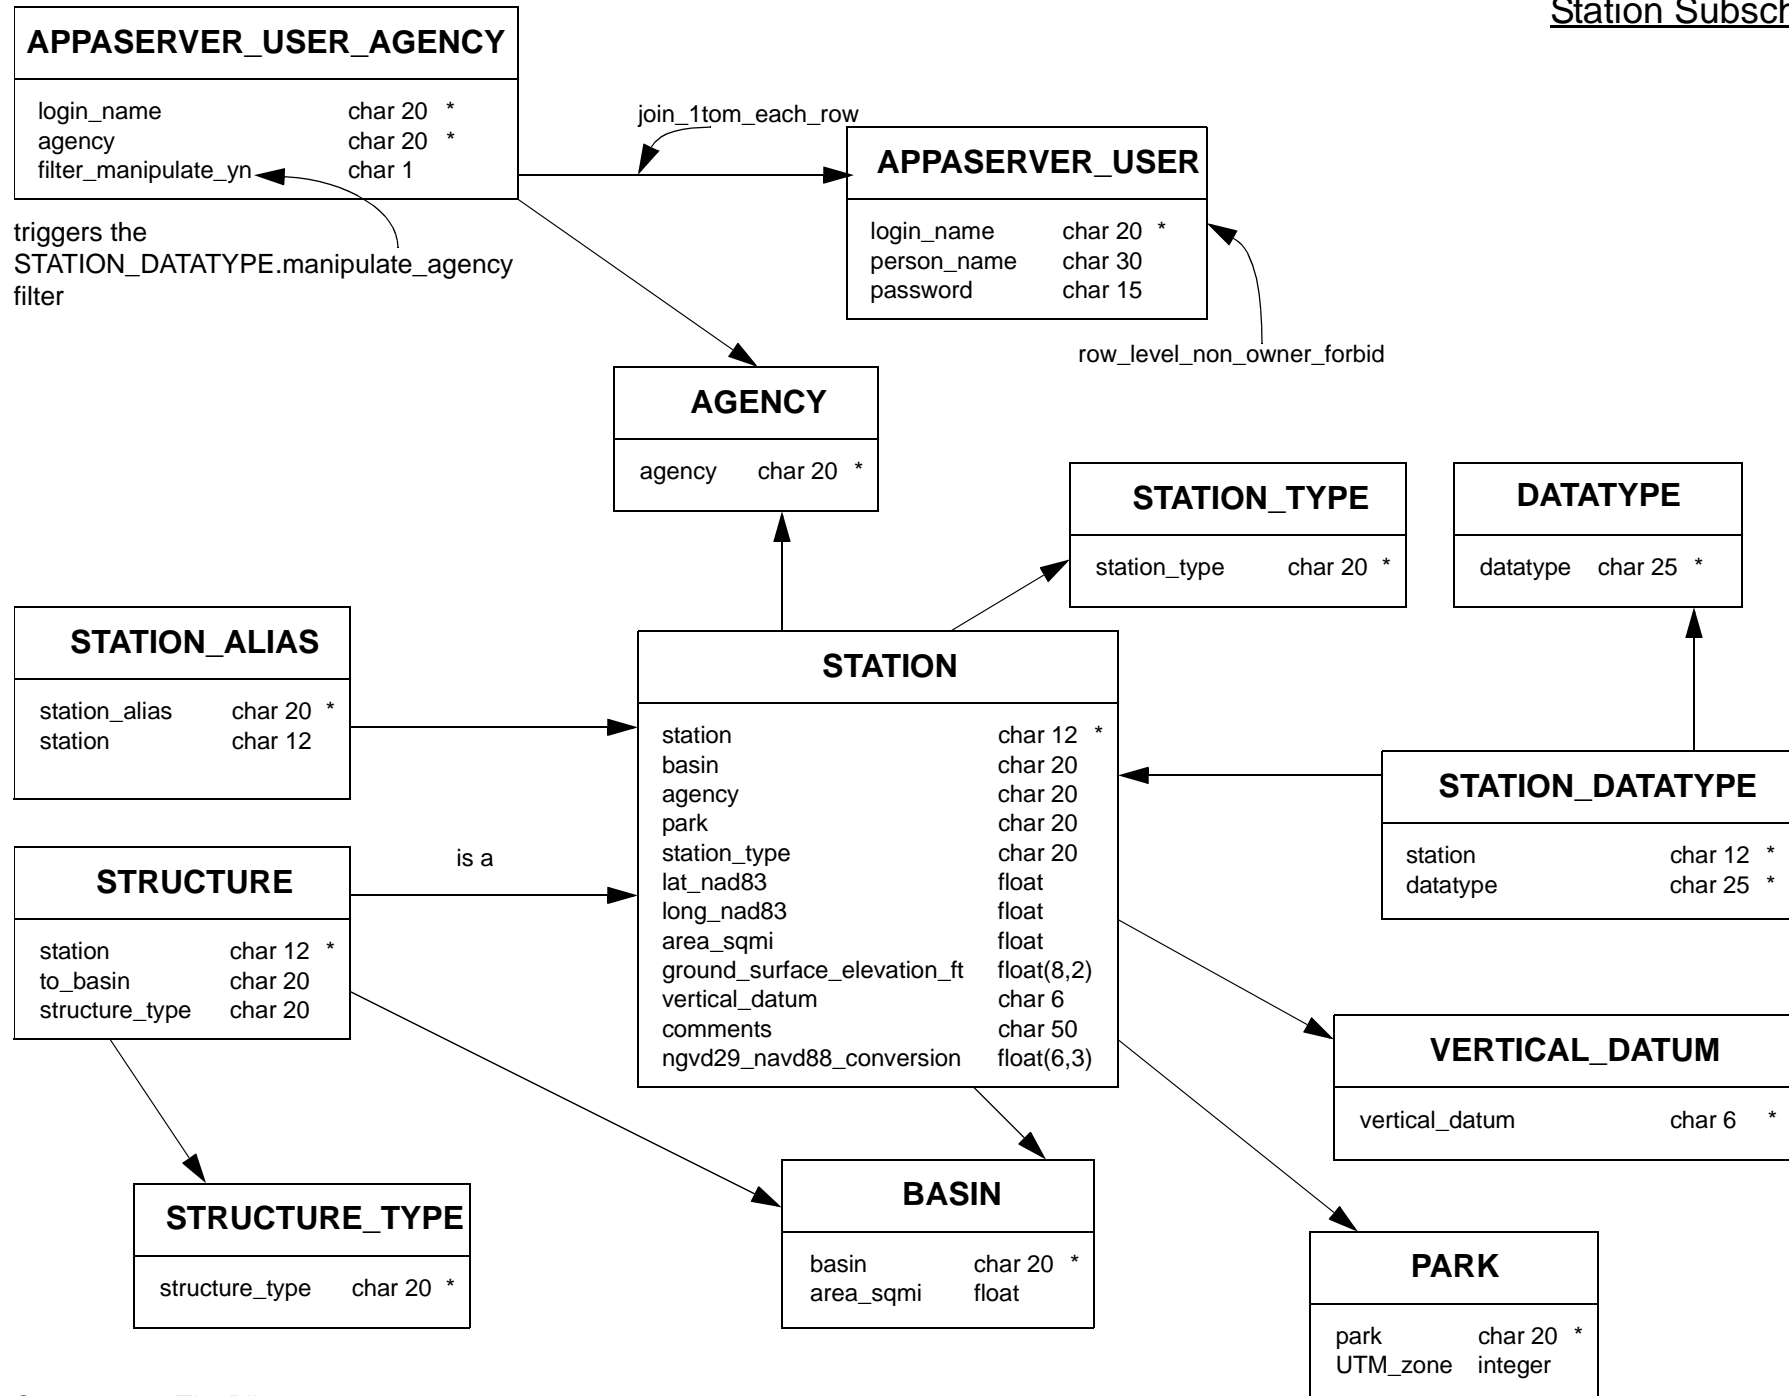 Station Subsch
APPASERVER_USER_AGENCY
login_name char 20 *
agency char 20 *
filter_manipulate_yn char 1
triggers the
STATION_DATATYPE.manipulate_agency
filter
join_1tom_each_row
APPASERVER_USER
login_name char 20 *
person_name char 30
password char 15
row_level_non_owner_forbid
AGENCY
agency char 20 *
STATION_TYPE
station_type char 20 *
DATATYPE
datatype char 25 *
STATION_ALIAS
station_alias char 20 *
station char 12
STATION
station char 12 *
basin char 20
agency char 20
park char 20
station_type char 20
lat_nad83 float
long_nad83 float
area_sqmi float
ground_surface_elevation_ft float(8,2)
vertical_datum char 6
comments char 50
ngvd29_navd88_conversion float(6,3)
STATION_DATATYPE
station char 12 *
datatype char 25 *
is a
STRUCTURE
station char 12 *
to_basin char 20
structure_type char 20
VERTICAL_DATUM
vertical_datum char 6 *
STRUCTURE_TYPE
structure_type char 20 *
BASIN
basin char 20 *
area_sqmi float
PARK
park char 20 *
UTM_zone integer